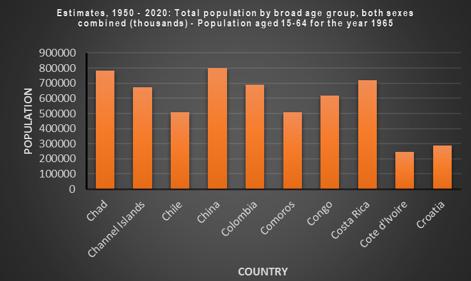 Estimates, 1950 - 2020: Total population by broad age group, both sexes
combined (thousands) - Population aged 15-64 for the year 1965
900000
800000
700000
600000
500000
400000
300000
200000
100000
0
POPULATION
Chad
Channel Islands
Chile
China
Colombia
Comoros
Congo
Costa Rica
Cote d'Ivoire
Croatia
COUNTRY